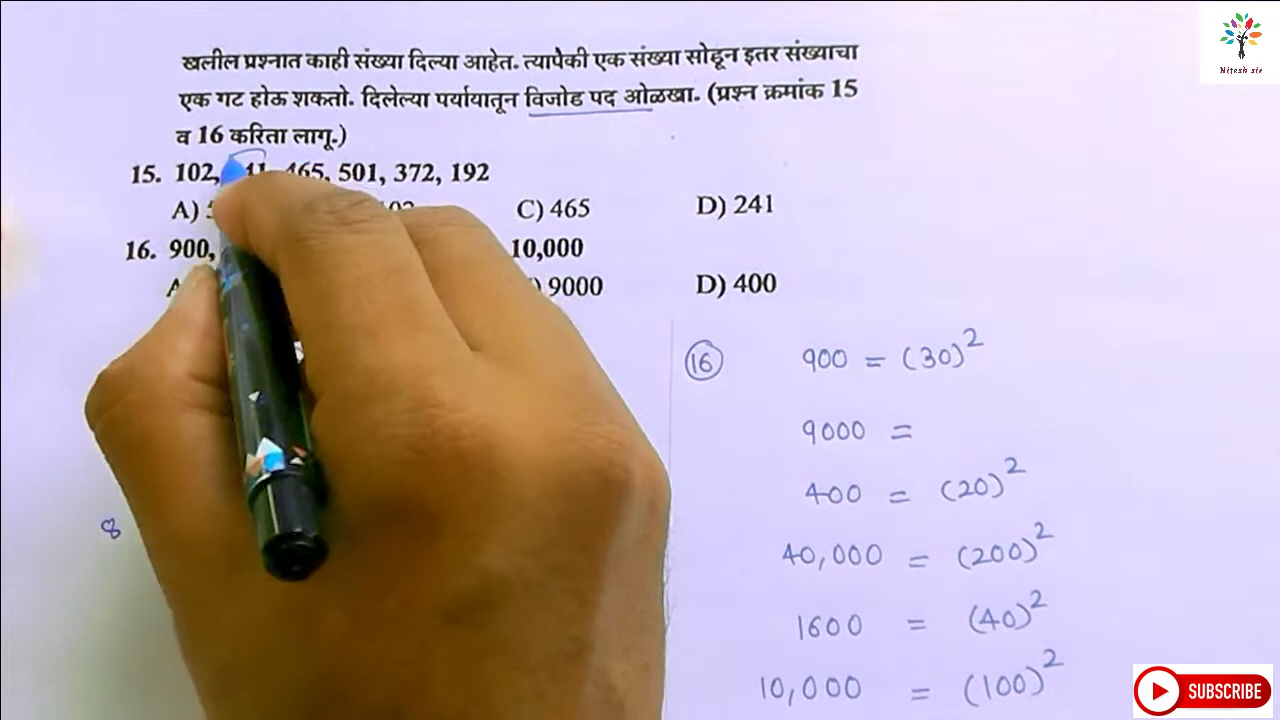 खलील प्रश्नात काही संख्या दिल्या आहेत. त्यापैकी एक संख्या सोडून इतर संख्याचा
एक गट होऊ शकतो. दिलेल्या पर्यायातून विजोड पद ओळखा. (प्रश्न क्रमांक 15
व 16 करिता लागू.)
15. 102, 465, 501, 372, 192
A) C) 465 D) 241
16. 900, 10,000
9000 D) 400
16 900 = (30)²
9000 =
400 = (20)²
40,000 = (200)²
1600 = (40)²
10,000 = (100)²
8
Nitesh sir
SUBSCRIBE